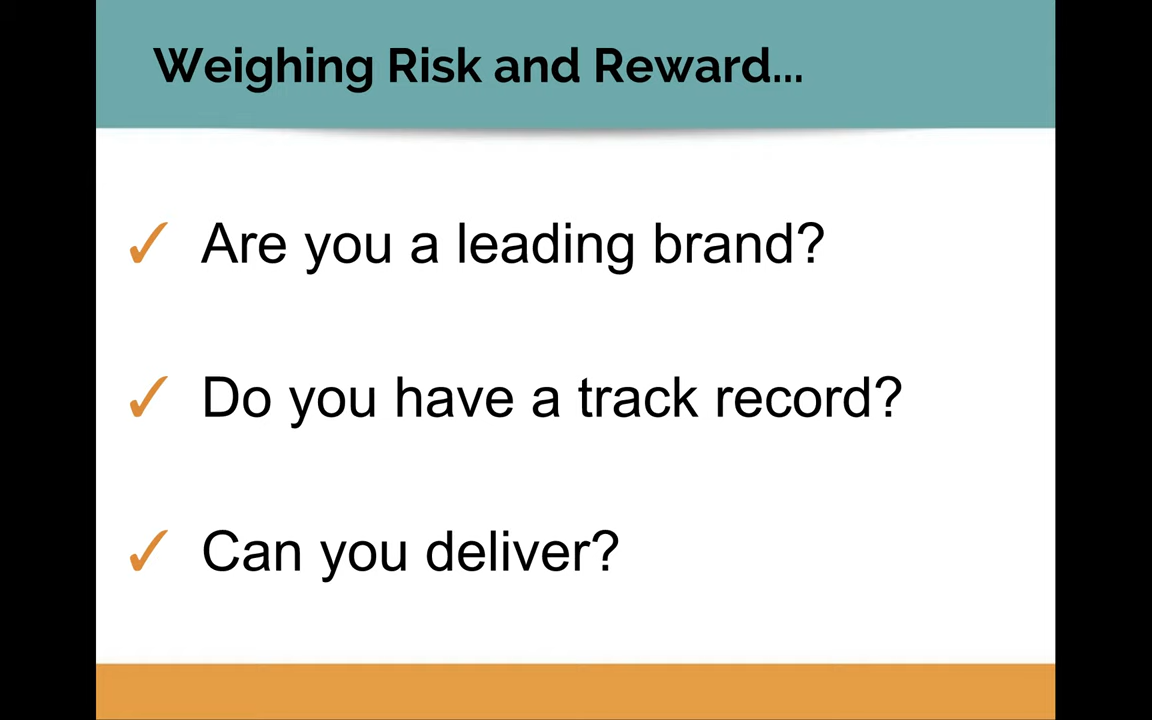 Weighing Risk and Reward...
✓ Are you a leading brand?
✓ Do you have a track record?
✓ Can you deliver?